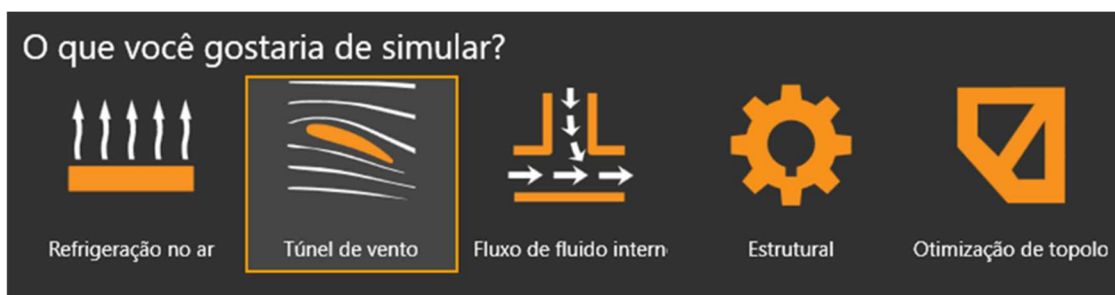 O que você gostaria de simular?
Refrigeração no ar
Túnel de vento
Fluxo de fluido intern
Estrutural
Otimização de topolo